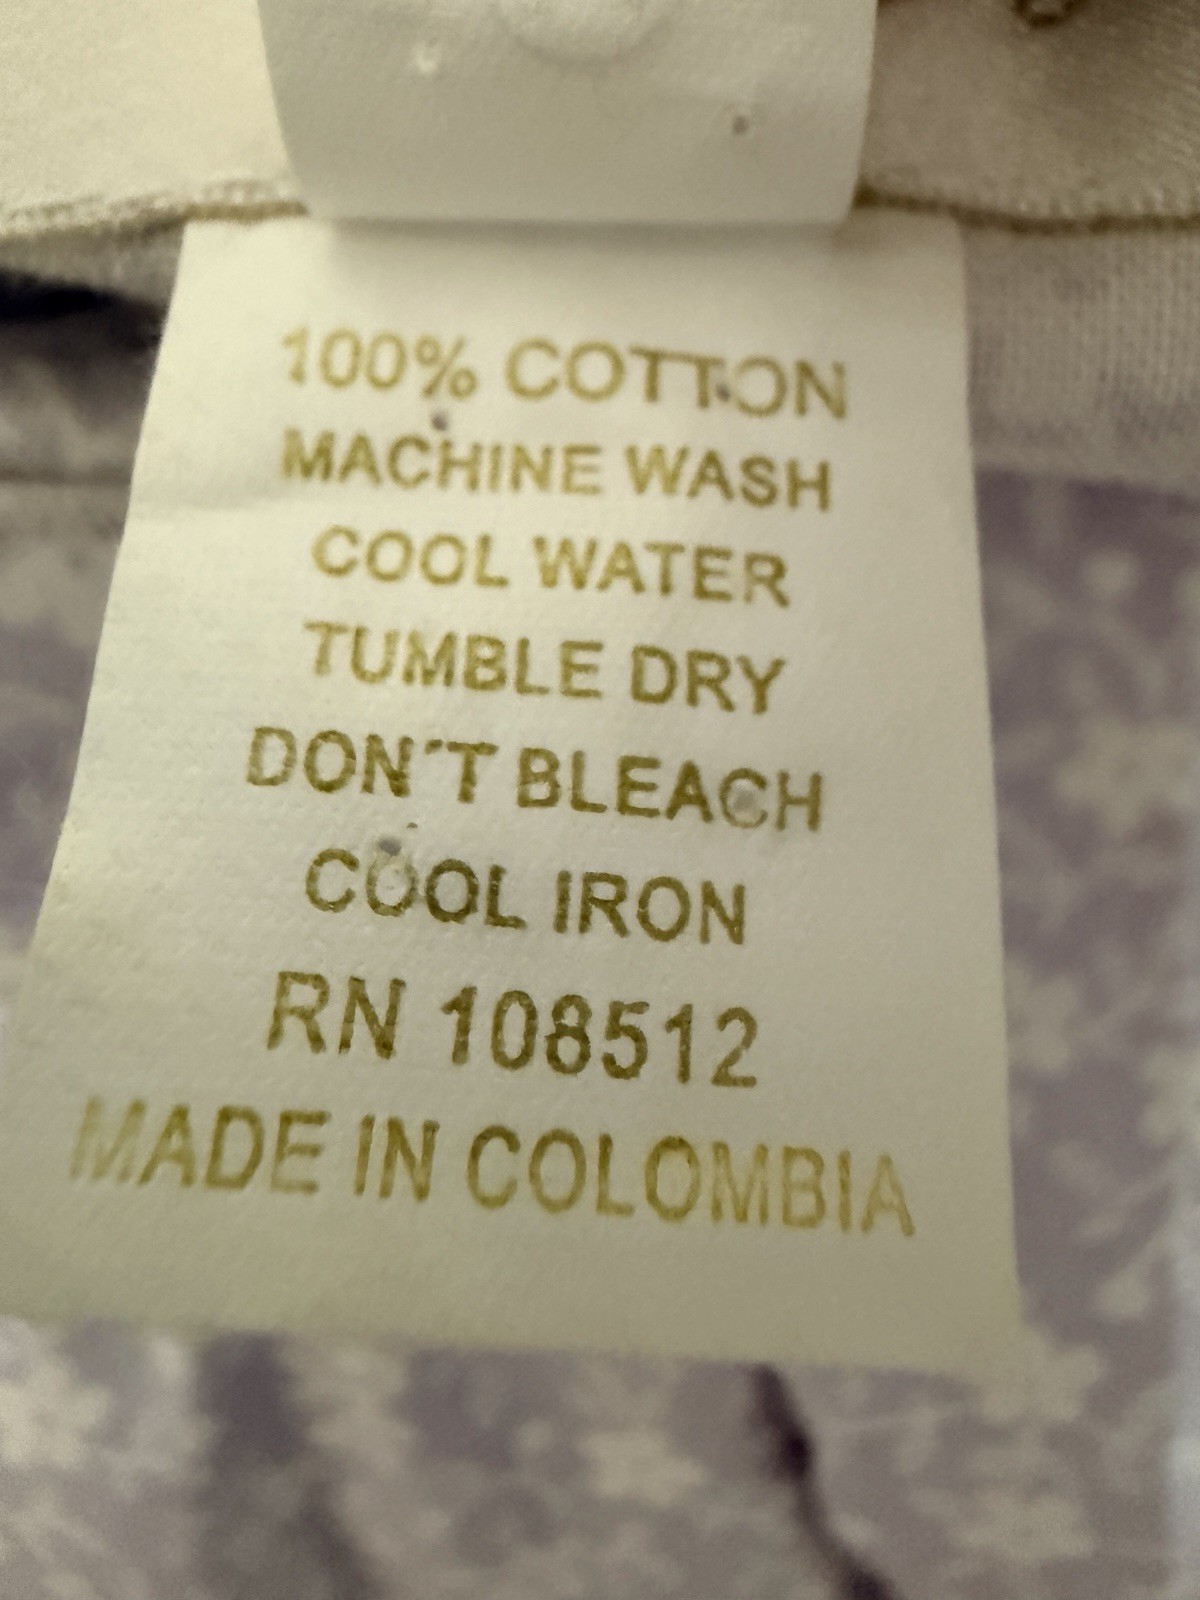 100% COTTON
MACHINE WASH
COOL WATER
TUMBLE DRY
DON´T BLEACH
COOL IRON
RN 108512
MADE IN COLOMBIA